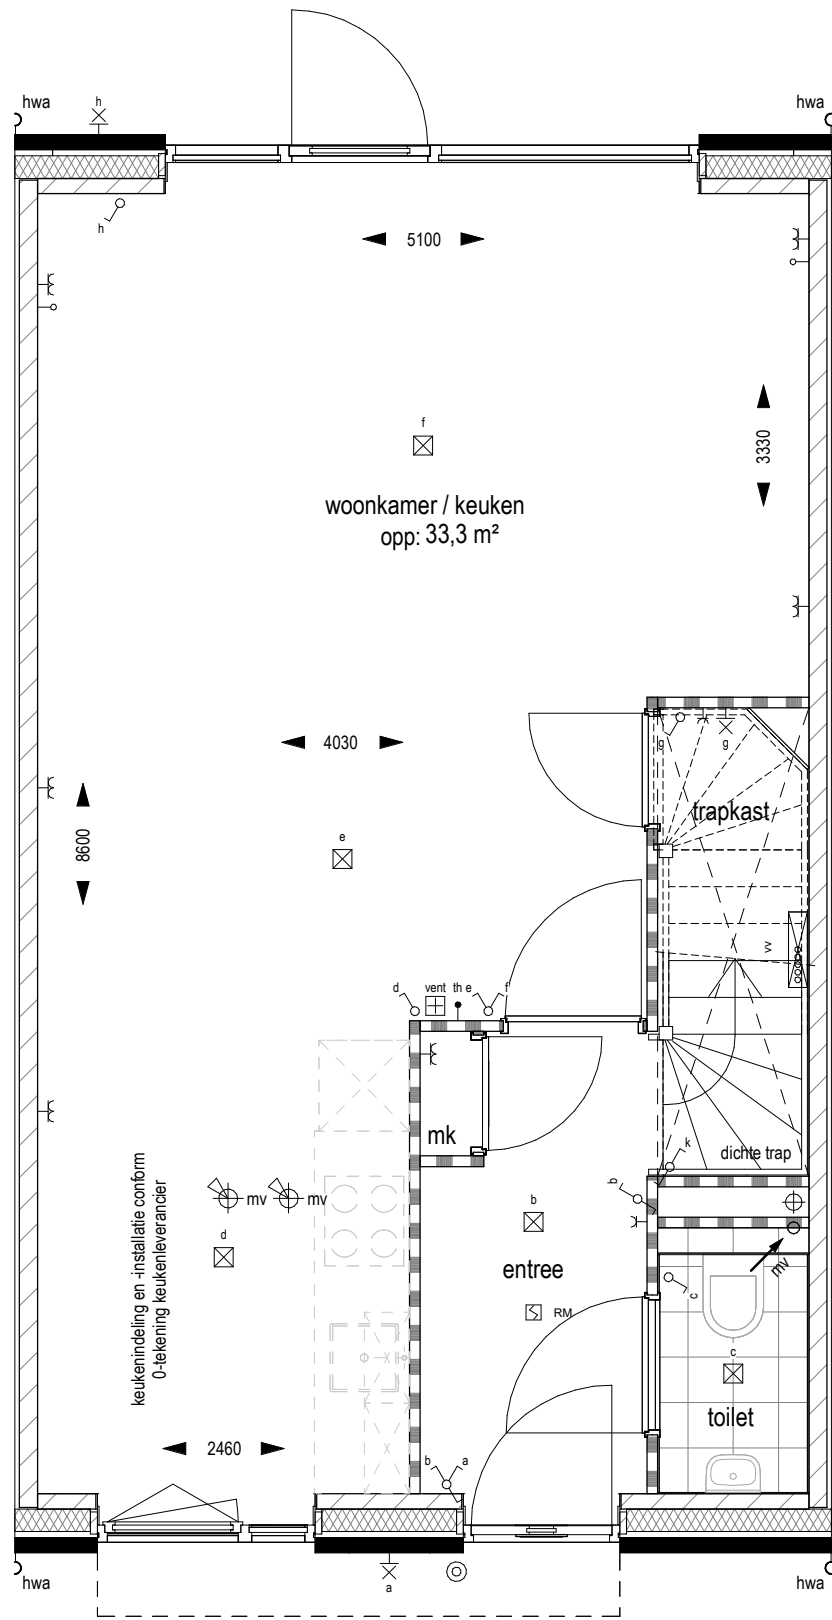 hwa
h
hwa
h
5100
3330
f
woonkamer / keuken
opp: 33,3 m²
4030
g
g
trapkast
8600
e
vv
d
vent
th
e
f
mk
dichte trap
k
b
keukenindeling en -installatie conform
0-tekening keukenleverancier
mv
mv
d
b
entree
mv
c
RM
c
toilet
2460
b
a
hwa
a
hwa